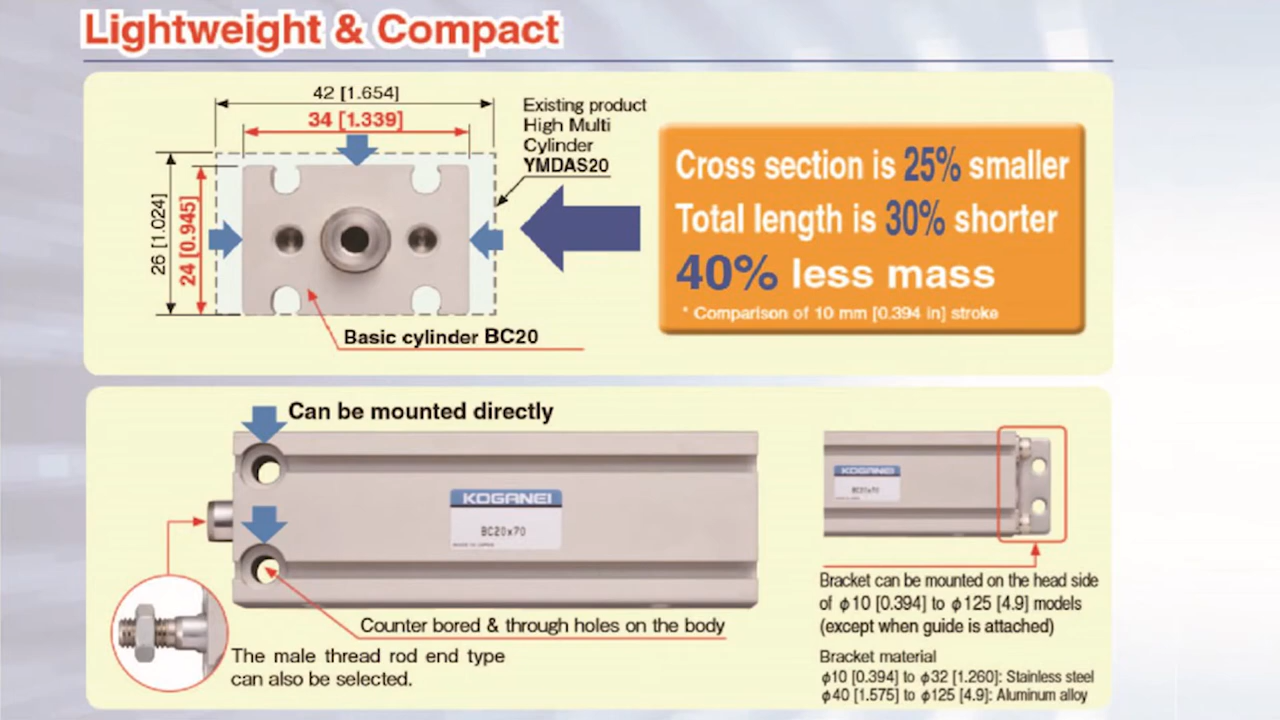 Lightweight & Compact
42 [1.654]
34 [1.339]
26 [1.024]
24 [0.945]
Existing product
High Multi
Cylinder
YMDAS20
Basic cylinder BC20
Cross section is 25% smaller
Total length is 30% shorter
40% less mass
* Comparison of 10 mm [0.394 in] stroke
Can be mounted directly
KOGANEI
BC20x70
Counter bored & through holes on the body
The male thread rod end type
can also be selected.
KOGANEI
BC20x70
Bracket can be mounted on the head side
of φ10 [0.394] to φ125 [4.9] models
(except when guide is attached)
Bracket material
φ10 [0.394] to φ32 [1.260]: Stainless steel
φ40 [1.575] to φ125 [4.9]: Aluminum alloy